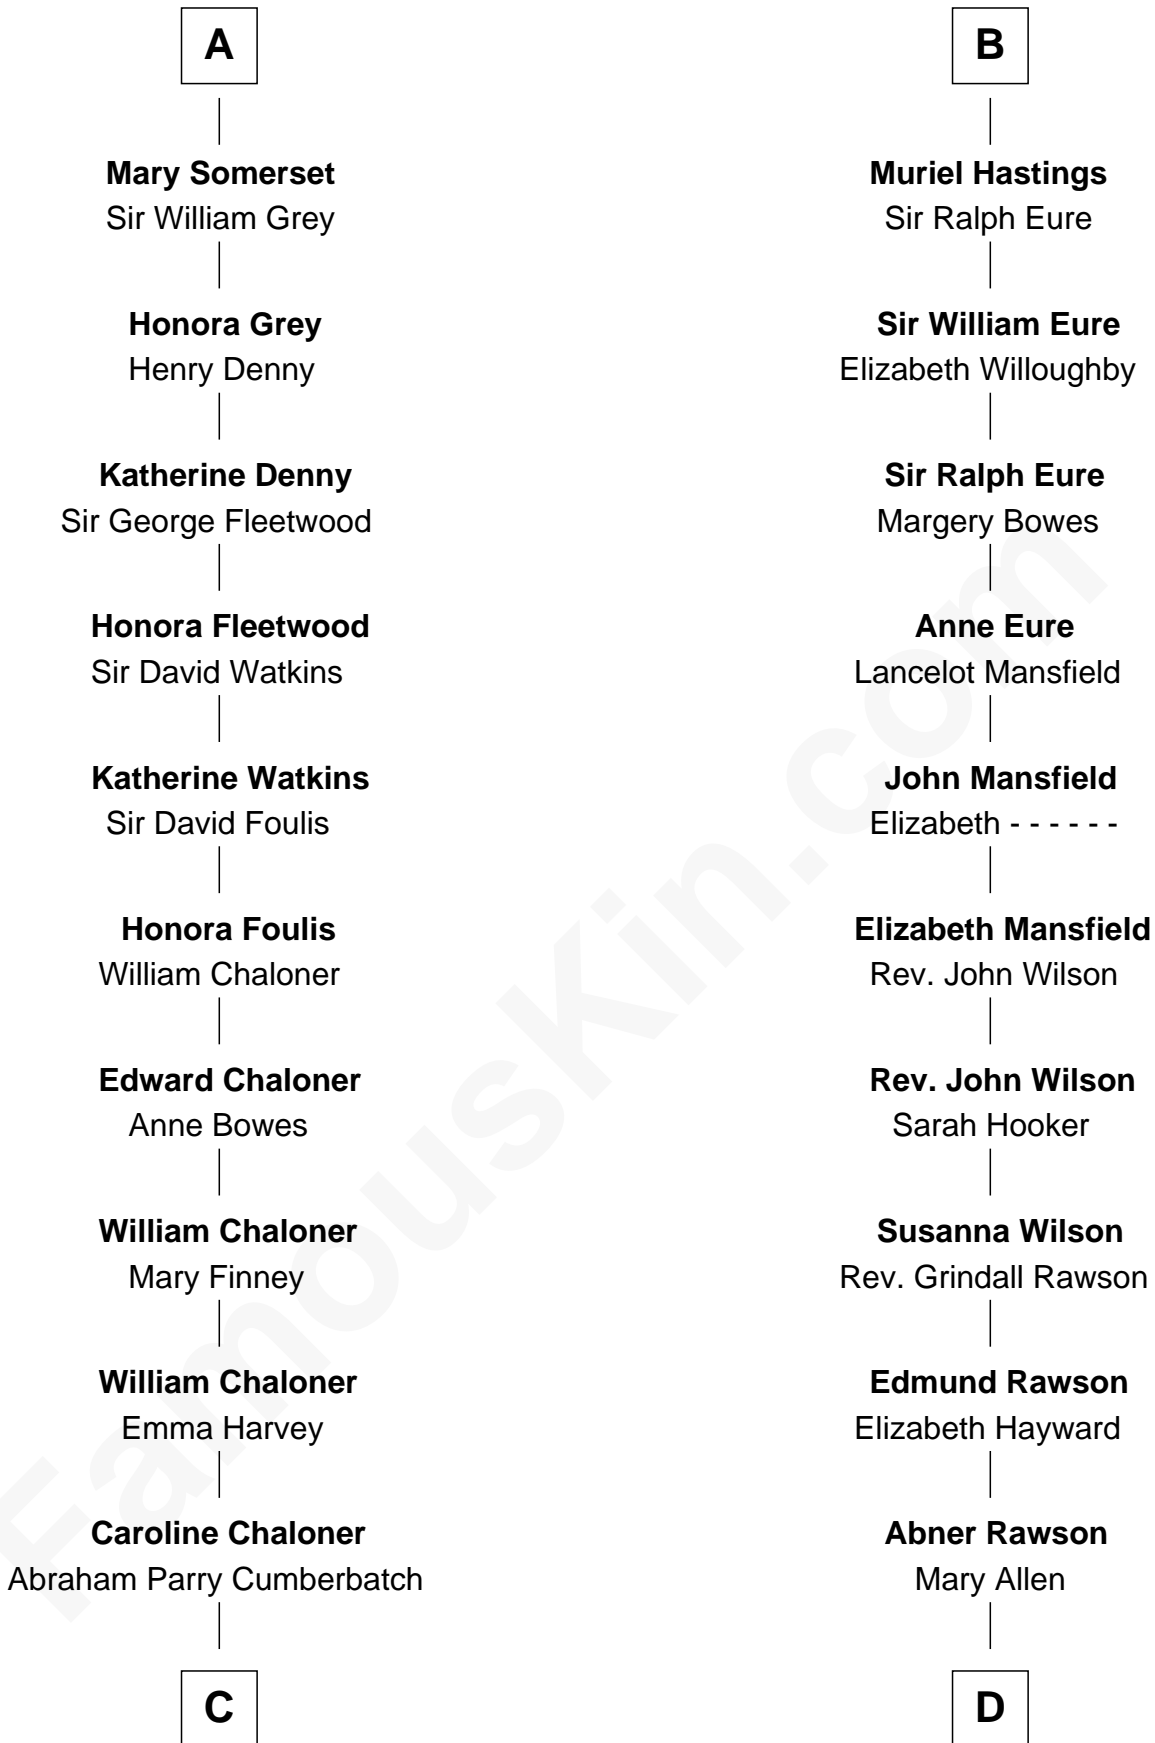 A
Mary Somerset
Sir William Grey
Honora Grey
Henry Denny
Katherine Denny
Sir George Fleetwood
Honora Fleetwood
Sir David Watkins
Katherine Watkins
Sir David Foulis
Honora Foulis
William Chaloner
Edward Chaloner
Anne Bowes
William Chaloner
Mary Finney
William Chaloner
Emma Harvey
Caroline Chaloner
Abraham Parry Cumberbatch
C
B
Muriel Hastings
Sir Ralph Eure
Sir William Eure
Elizabeth Willoughby
Sir Ralph Eure
Margery Bowes
Anne Eure
Lancelot Mansfield
John Mansfield
Elizabeth - - - - - -
Elizabeth Mansfield
Rev. John Wilson
Rev. John Wilson
Sarah Hooker
Susanna Wilson
Rev. Grindall Rawson
Edmund Rawson
Elizabeth Hayward
Abner Rawson
Mary Allen
D
FamousKin.com